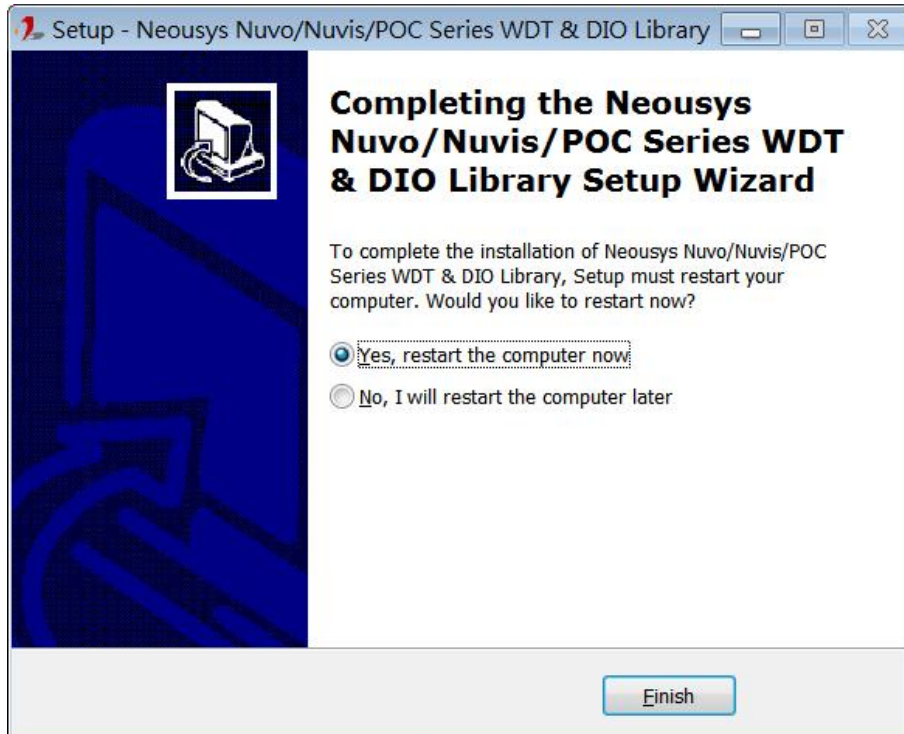 Setup - Neousys Nuvo/Nuvis/POC Series WDT & DIO Library
Completing the Neousys
Nuvo/Nuvis/POC Series WDT
& DIO Library Setup Wizard
To complete the installation of Neousys Nuvo/Nuvis/POC
Series WDT & DIO Library, Setup must restart your
computer. Would you like to restart now?
Yes, restart the computer now
No, I will restart the computer later
Finish